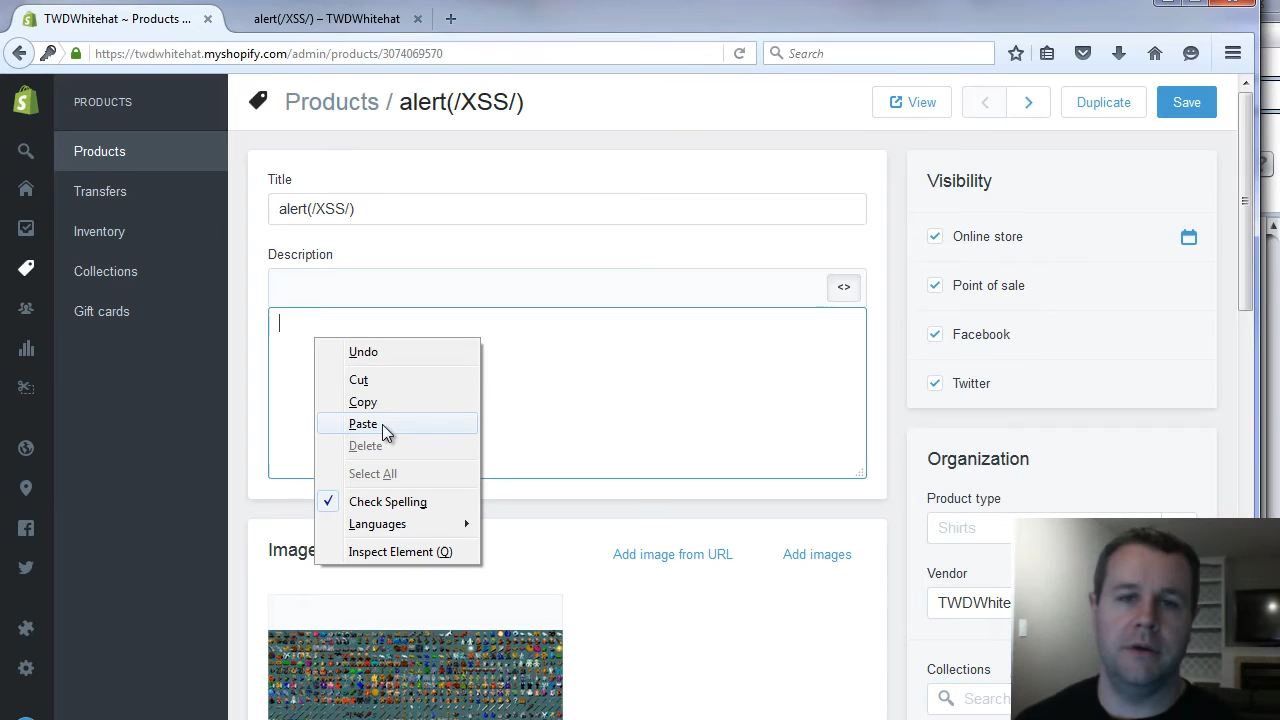 TWDWhitehat ~ Products ...
alert(/XSS/) – TWDWhitehat
https://twdwhitehat.myshopify.com/admin/products/3074069570
Search
PRODUCTS
Products
Transfers
Inventory
Collections
Gift cards
Products / alert(/XSS/)
View
Duplicate
Save
Title
alert(/XSS/)
Description
<>
Undo
Cut
Copy
Paste
Delete
Select All
Check Spelling
Languages
Inspect Element (Q)
Add image from URL
Add images
Visibility
Online store
Point of sale
Facebook
Twitter
Organization
Product type
Shirts
Vendor
TWDWhite
Collections
Search